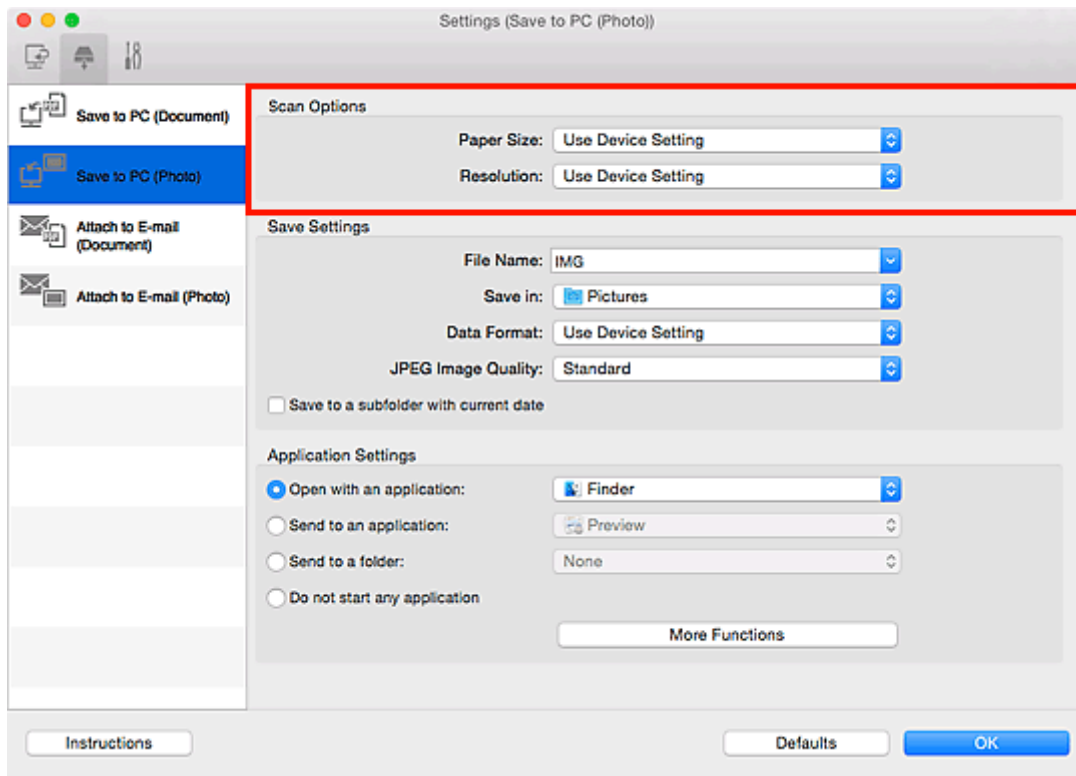 Settings (Save to PC (Photo))
Save to PC (Document)
Save to PC (Photo)
Attach to E-mail
(Document)
Attach to E-mail (Photo)
Scan Options
Paper Size: Use Device Setting
Resolution: Use Device Setting
Save Settings
File Name: IMG
Save in: Pictures
Data Format: Use Device Setting
JPEG Image Quality: Standard
Save to a subfolder with current date
Application Settings
Open with an application: Finder
Send to an application: Preview
Send to a folder: None
Do not start any application
More Functions
Instructions Defaults OK